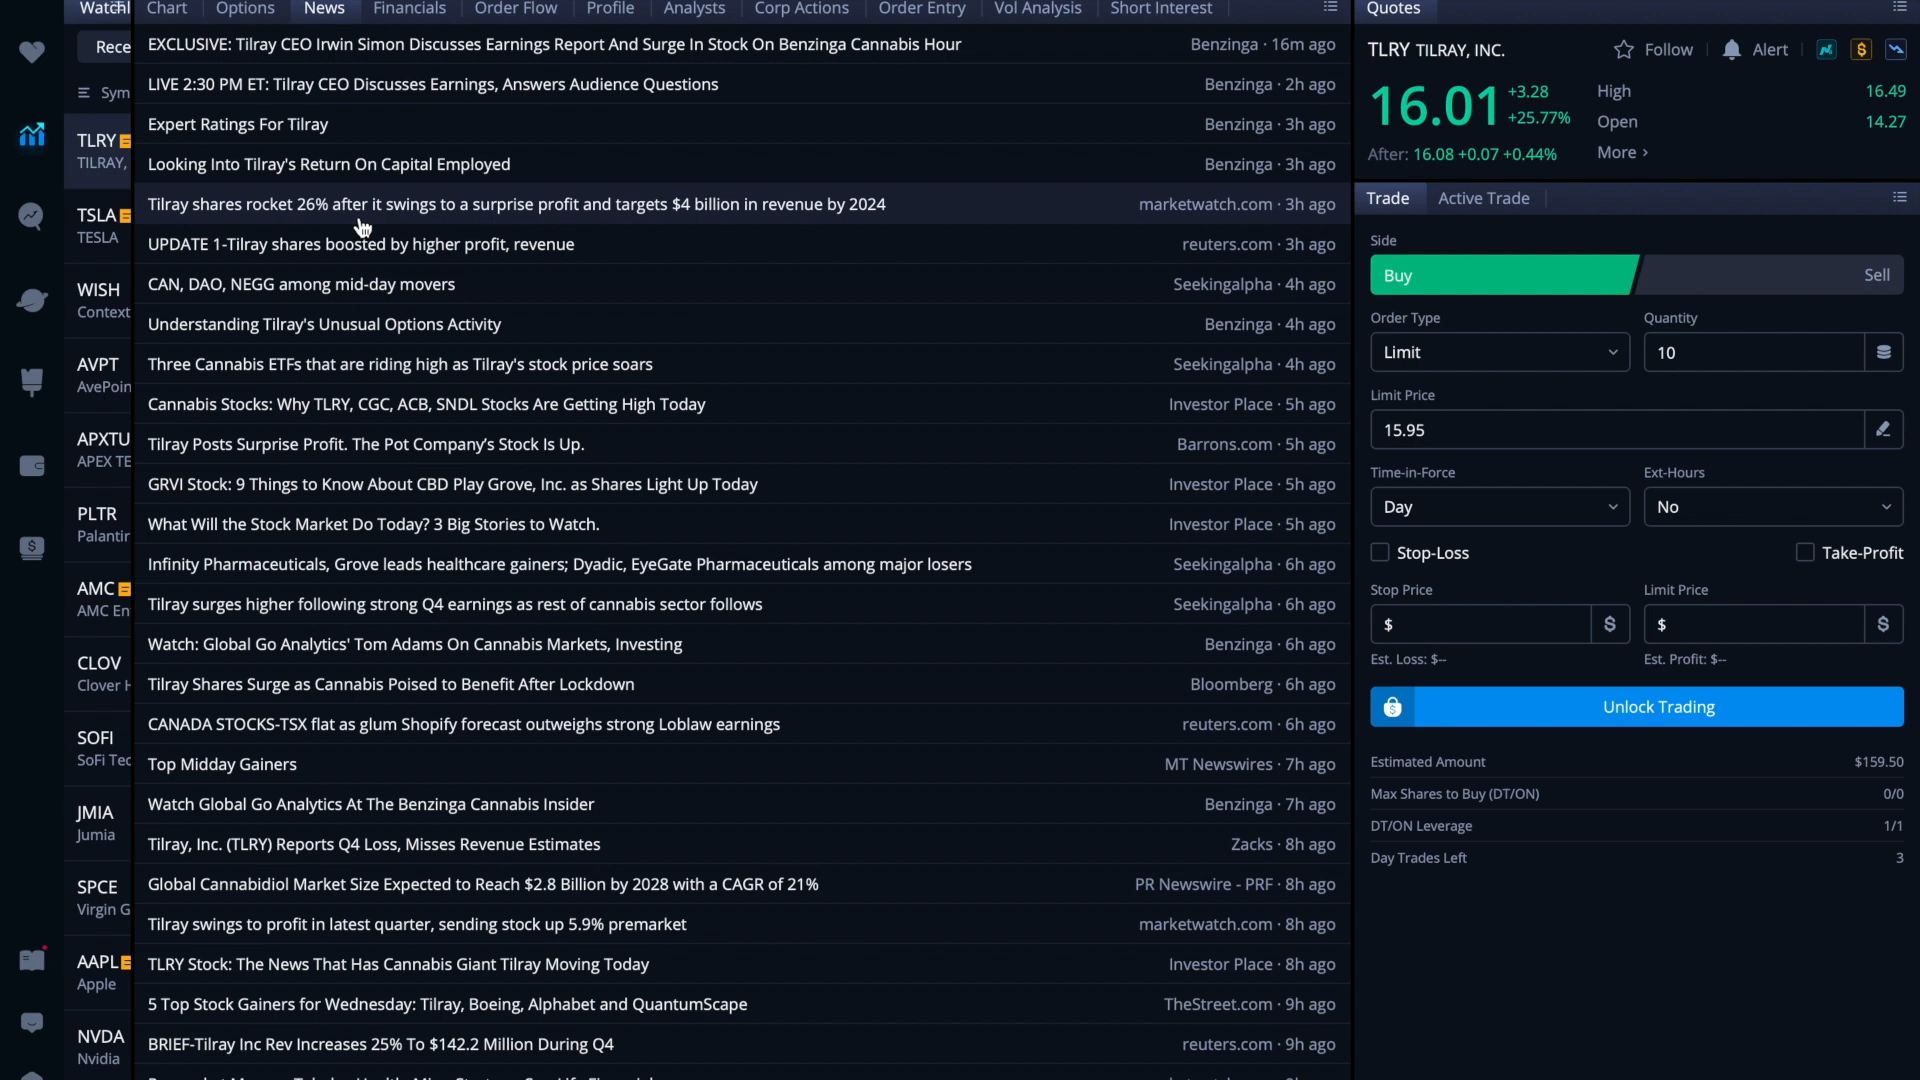 Watchl
Chart
Options
News
Financials
Order Flow
Profile
Analysts
Corp Actions
Order Entry
Vol Analysis
Short Interest
Rece
Sym
TLRY
TILRAY,
TSLA
TESLA
WISH
Context
AVPT
AvePoin
APXTU
APEX TE
PLTR
Palantir
AMC
AMC En
CLOV
Clover H
SOFI
SoFi Tec
JMIA
Jumia
SPCE
Virgin G
AAPL
Apple
NVDA
Nvidia
EXCLUSIVE: Tilray CEO Irwin Simon Discusses Earnings Report And Surge In Stock On Benzinga Cannabis Hour Benzinga · 16m ago
LIVE 2:30 PM ET: Tilray CEO Discusses Earnings, Answers Audience Questions Benzinga · 2h ago
Expert Ratings For Tilray Benzinga · 3h ago
Looking Into Tilray's Return On Capital Employed Benzinga · 3h ago
Tilray shares rocket 26% after it swings to a surprise profit and targets $4 billion in revenue by 2024 marketwatch.com · 3h ago
UPDATE 1-Tilray shares boosted by higher profit, revenue reuters.com · 3h ago
CAN, DAO, NEGG among mid-day movers Seekingalpha · 4h ago
Understanding Tilray's Unusual Options Activity Benzinga · 4h ago
Three Cannabis ETFs that are riding high as Tilray's stock price soars Seekingalpha · 4h ago
Cannabis Stocks: Why TLRY, CGC, ACB, SNDL Stocks Are Getting High Today Investor Place · 5h ago
Tilray Posts Surprise Profit. The Pot Company’s Stock Is Up. Barrons.com · 5h ago
GRVI Stock: 9 Things to Know About CBD Play Grove, Inc. as Shares Light Up Today Investor Place · 5h ago
What Will the Stock Market Do Today? 3 Big Stories to Watch. Investor Place · 5h ago
Infinity Pharmaceuticals, Grove leads healthcare gainers; Dyadic, EyeGate Pharmaceuticals among major losers Seekingalpha · 6h ago
Tilray surges higher following strong Q4 earnings as rest of cannabis sector follows Seekingalpha · 6h ago
Watch: Global Go Analytics' Tom Adams On Cannabis Markets, Investing Benzinga · 6h ago
Tilray Shares Surge as Cannabis Poised to Benefit After Lockdown Bloomberg · 6h ago
CANADA STOCKS-TSX flat as glum Shopify forecast outweighs strong Loblaw earnings reuters.com · 6h ago
Top Midday Gainers MT Newswires · 7h ago
Watch Global Go Analytics At The Benzinga Cannabis Insider Benzinga · 7h ago
Tilray, Inc. (TLRY) Reports Q4 Loss, Misses Revenue Estimates Zacks · 8h ago
Global Cannabidiol Market Size Expected to Reach $2.8 Billion by 2028 with a CAGR of 21% PR Newswire - PRF · 8h ago
Tilray swings to profit in latest quarter, sending stock up 5.9% premarket marketwatch.com · 8h ago
TLRY Stock: The News That Has Cannabis Giant Tilray Moving Today Investor Place · 8h ago
5 Top Stock Gainers for Wednesday: Tilray, Boeing, Alphabet and QuantumScape TheStreet.com · 9h ago
BRIEF-Tilray Inc Rev Increases 25% To $142.2 Million During Q4 reuters.com · 9h ago
Quotes
TLRY TILRAY, INC.
Follow
Alert
16.01
+3.28
+25.77%
After: 16.08 +0.07 +0.44%
High 16.49
Open 14.27
More ›
Trade
Active Trade
Side
Buy
Sell
Order Type
Quantity
Limit
10
Limit Price
15.95
Time-in-Force
Ext-Hours
Day
No
Stop-Loss
Take-Profit
Stop Price
Limit Price
$ $
$ $
Est. Loss: $--
Est. Profit: $--
$
Unlock Trading
Estimated Amount $159.50
Max Shares to Buy (DT/ON) 0/0
DT/ON Leverage 1/1
Day Trades Left 3